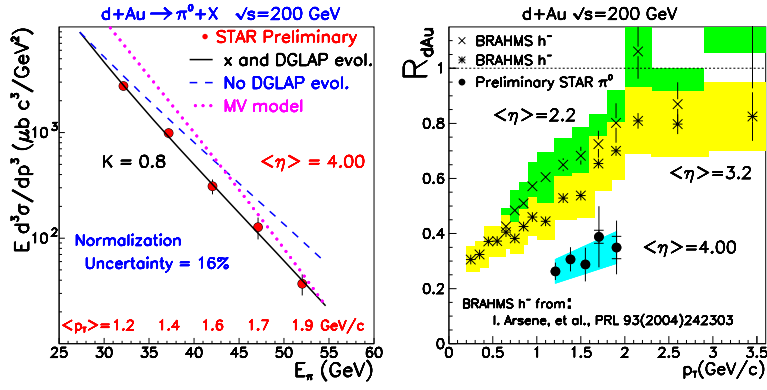 d+Au → π⁰+X √s=200 GeV
STAR Preliminary
x and DGLAP evol.
No DGLAP evol.
MV model
K = 0.8
<η> = 4.00
Normalization
Uncertainty = 16%
<p_T>= 1.2 1.4 1.6 1.7 1.9 GeV/c
E d³σ/dp³ (μb c³/GeV²)
10³
10²
25 30 35 40 45 50 55 60
E_π (GeV)
d+Au √s=200 GeV
R_dAu
BRAHMS h⁻
BRAHMS h⁻
Preliminary STAR π⁰
<η>=2.2
<η>=3.2
<η>=4.00
BRAHMS h⁻ from:
I. Arsene, et al., PRL 93(2004)242303
1
0.8
0.6
0.4
0.2
0 0.5 1 1.5 2 2.5 3 3.5
p_T(GeV/c)